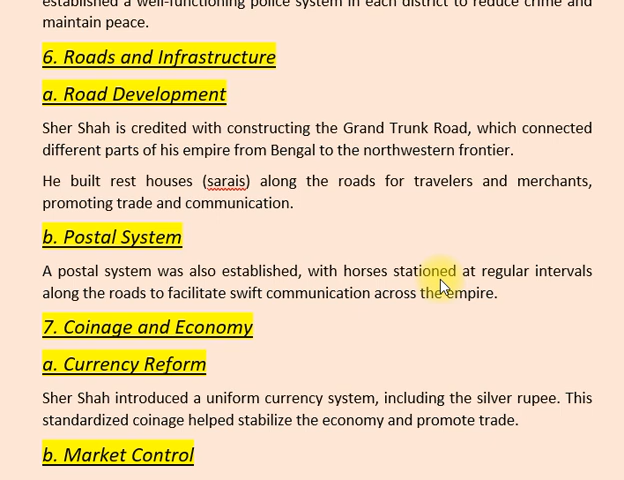 established a well-functioning police system in each district to reduce crime and
maintain peace.
6. Roads and Infrastructure
a. Road Development
Sher Shah is credited with constructing the Grand Trunk Road, which connected
different parts of his empire from Bengal to the northwestern frontier.
He built rest houses (sarais) along the roads for travelers and merchants,
promoting trade and communication.
b. Postal System
A postal system was also established, with horses stationed at regular intervals
along the roads to facilitate swift communication across the empire.
7. Coinage and Economy
a. Currency Reform
Sher Shah introduced a uniform currency system, including the silver rupee. This
standardized coinage helped stabilize the economy and promote trade.
b. Market Control